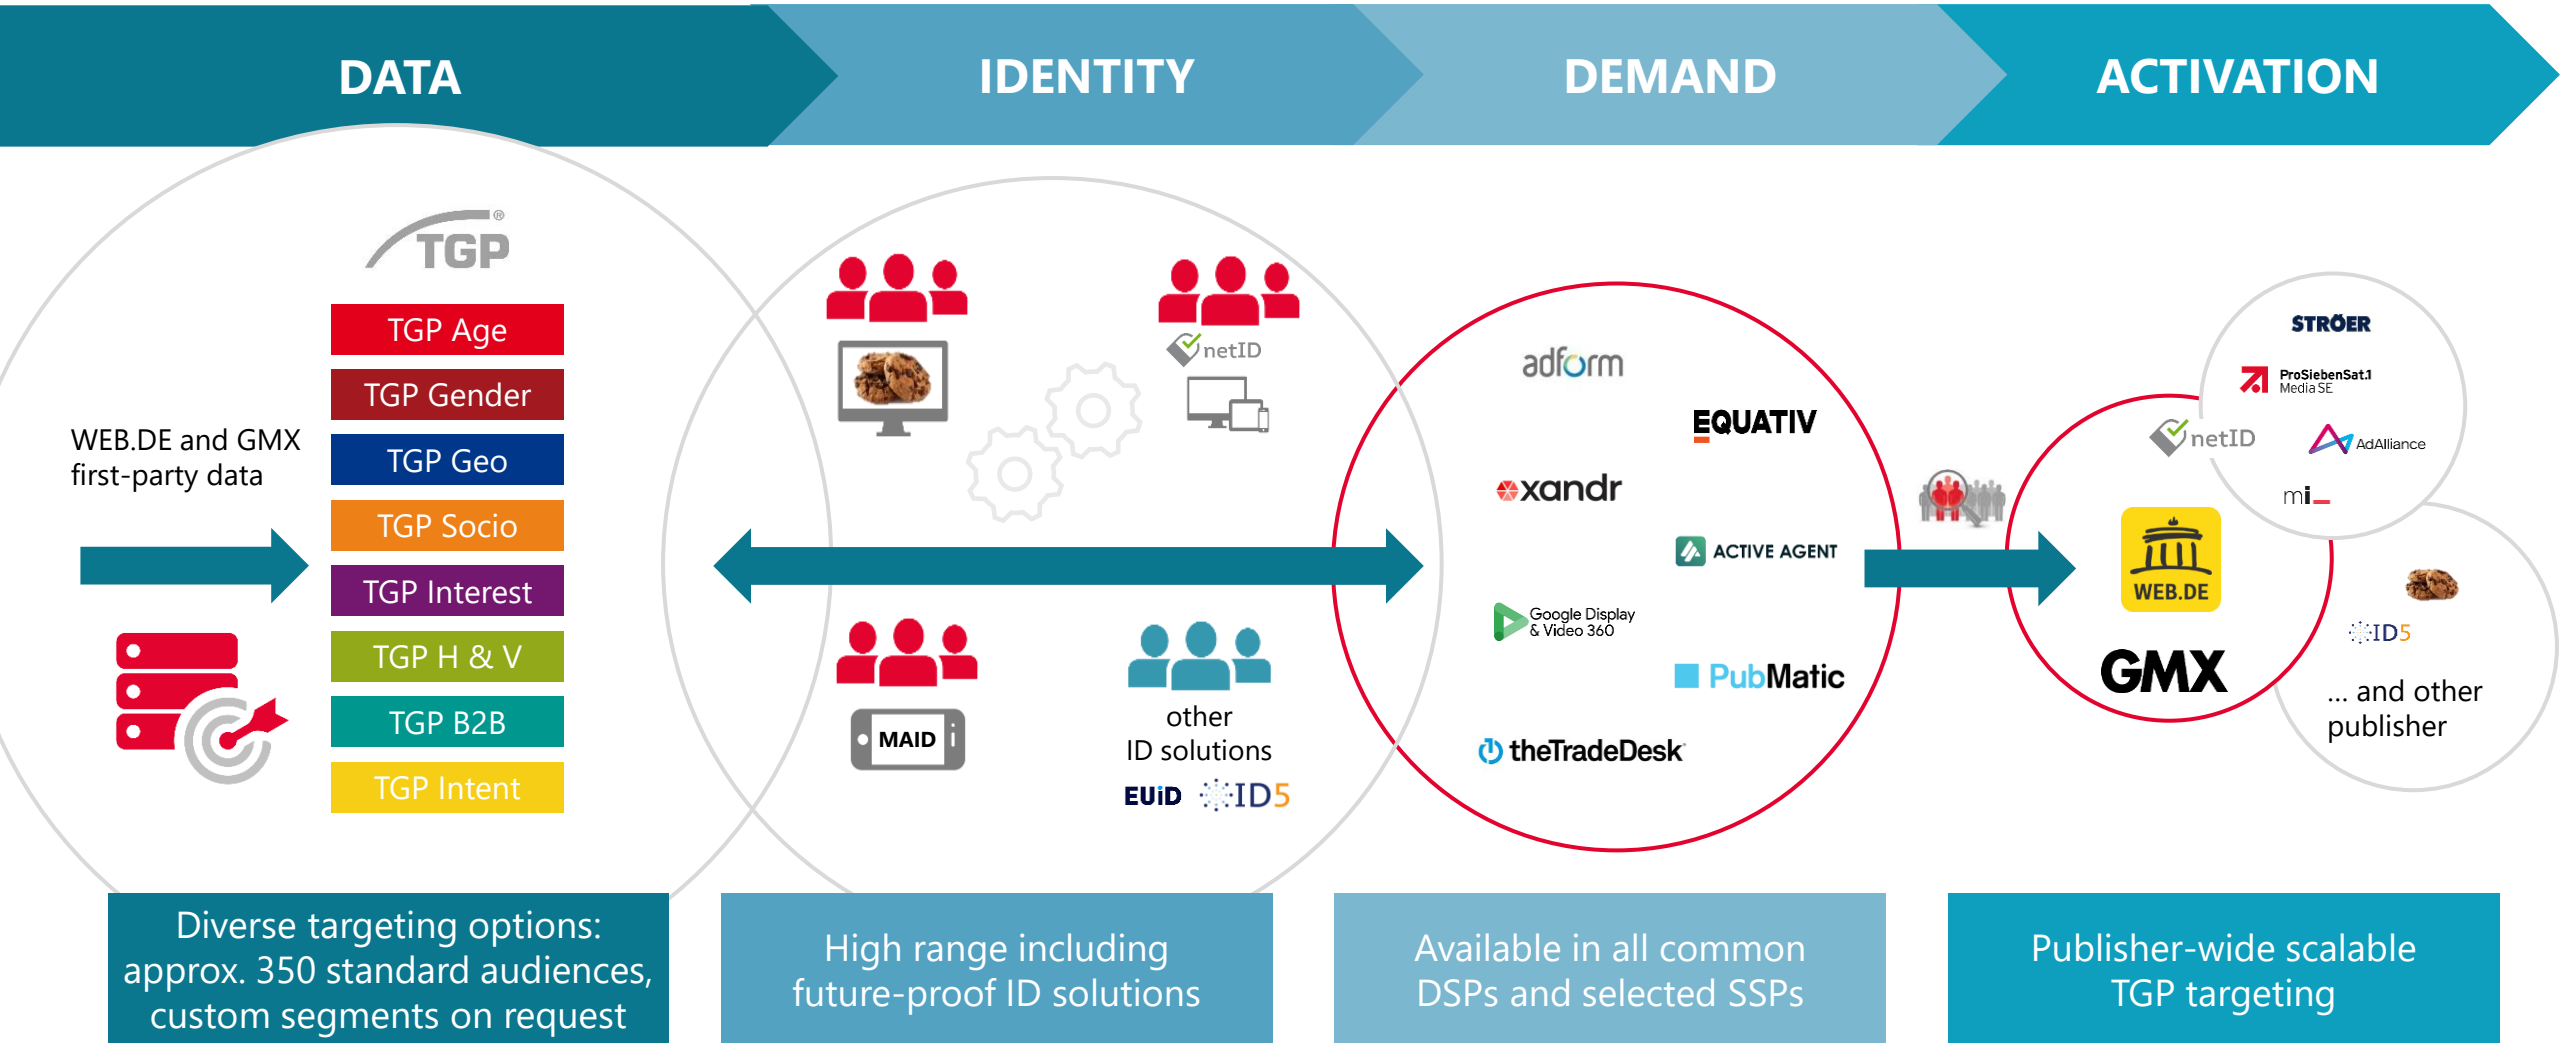 DATA
IDENTITY
DEMAND
ACTIVATION
TGP®
TGP Age
TGP Gender
TGP Geo
TGP Socio
TGP Interest
TGP H & V
TGP B2B
TGP Intent
WEB.DE and GMX
first-party data
netID
MAID
other
ID solutions
EUiD
ID5
adform
EQUATIV
xandr
ACTIVE AGENT
Google Display
& Video 360
PubMatic
theTradeDesk
STRÖER
ProSiebenSat.1
Media SE
netID
AdAlliance
mi
WEB.DE
GMX
ID5
... and other
publisher
Diverse targeting options:
approx. 350 standard audiences,
custom segments on request
High range including
future-proof ID solutions
Available in all common
DSPs and selected SSPs
Publisher-wide scalable
TGP targeting